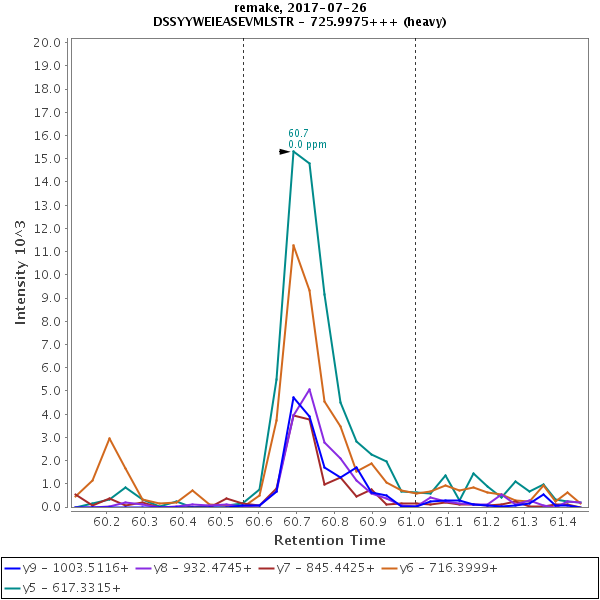 remake, 2017-07-26
DSSYYWEIEASEVMLSTR - 725.9975+++ (heavy)
20.0
19.0
18.0
17.0
16.0
15.0
14.0
13.0
12.0
11.0
10.0
9.0
8.0
7.0
6.0
5.0
4.0
3.0
2.0
1.0
0.0
Intensity 10^3
60.7
0.0 ppm
60.2 60.3 60.4 60.5 60.6 60.7 60.8 60.9 61.0 61.1 61.2 61.3 61.4
Retention Time
y9 - 1003.5116+ y8 - 932.4745+ y7 - 845.4425+ y6 - 716.3999+
y5 - 617.3315+